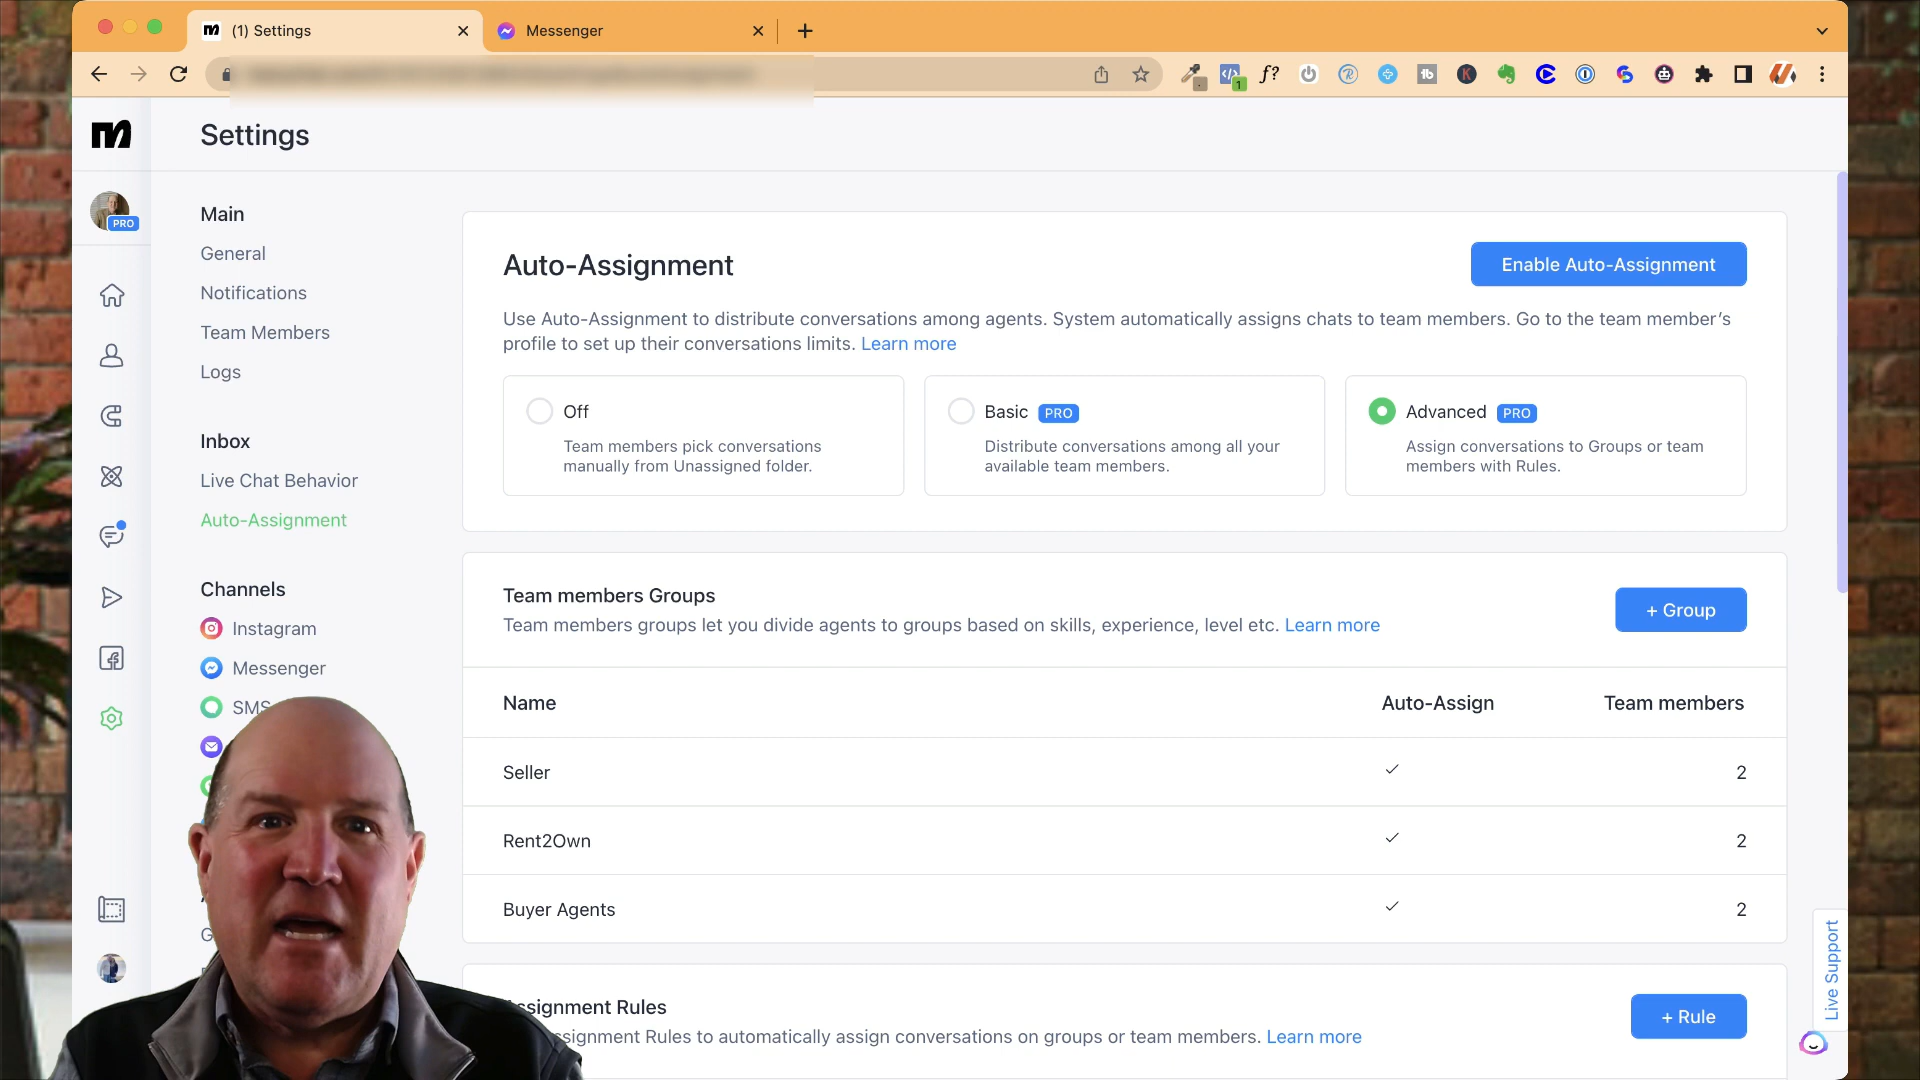 (1) Settings
Messenger
Settings
PRO
Main
General
Notifications
Team Members
Logs
Inbox
Live Chat Behavior
Auto-Assignment
Channels
Instagram
Messenger
SMS
Auto-Assignment
Enable Auto-Assignment
Use Auto-Assignment to distribute conversations among agents. System automatically assigns chats to team members. Go to the team member's
profile to set up their conversations limits. Learn more
Off
Team members pick conversations
manually from Unassigned folder.
Basic PRO
Distribute conversations among all your
available team members.
Advanced PRO
Assign conversations to Groups or team
members with Rules.
Team members Groups
Team members groups let you divide agents to groups based on skills, experience, level etc. Learn more
+ Group
Name Auto-Assign Team members
Seller 2
Rent2Own 2
Buyer Agents 2
ssignment Rules
ssignment Rules to automatically assign conversations on groups or team members. Learn more
+ Rule
Live Support